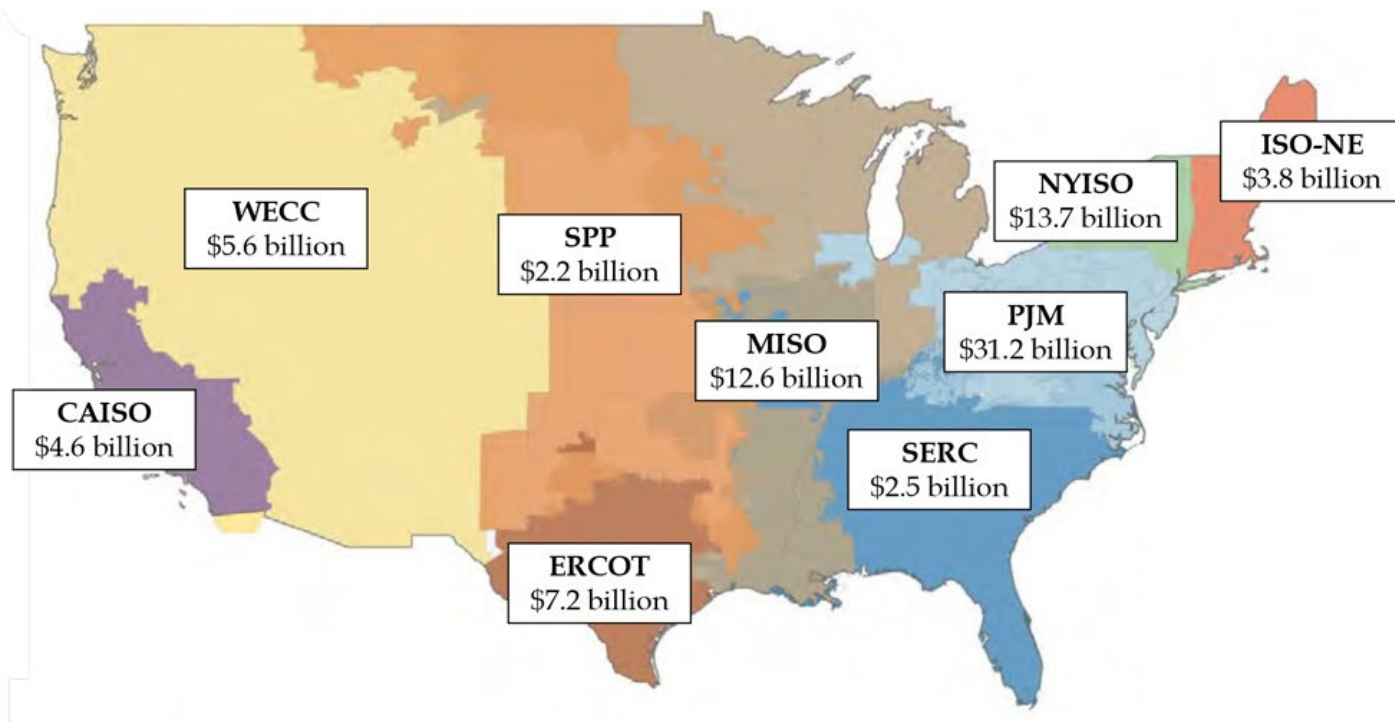 ISO-NE
$3.8 billion
NYISO
$13.7 billion
WECC
$5.6 billion
SPP
$2.2 billion
PJM
$31.2 billion
MISO
$12.6 billion
CAISO
$4.6 billion
SERC
$2.5 billion
ERCOT
$7.2 billion